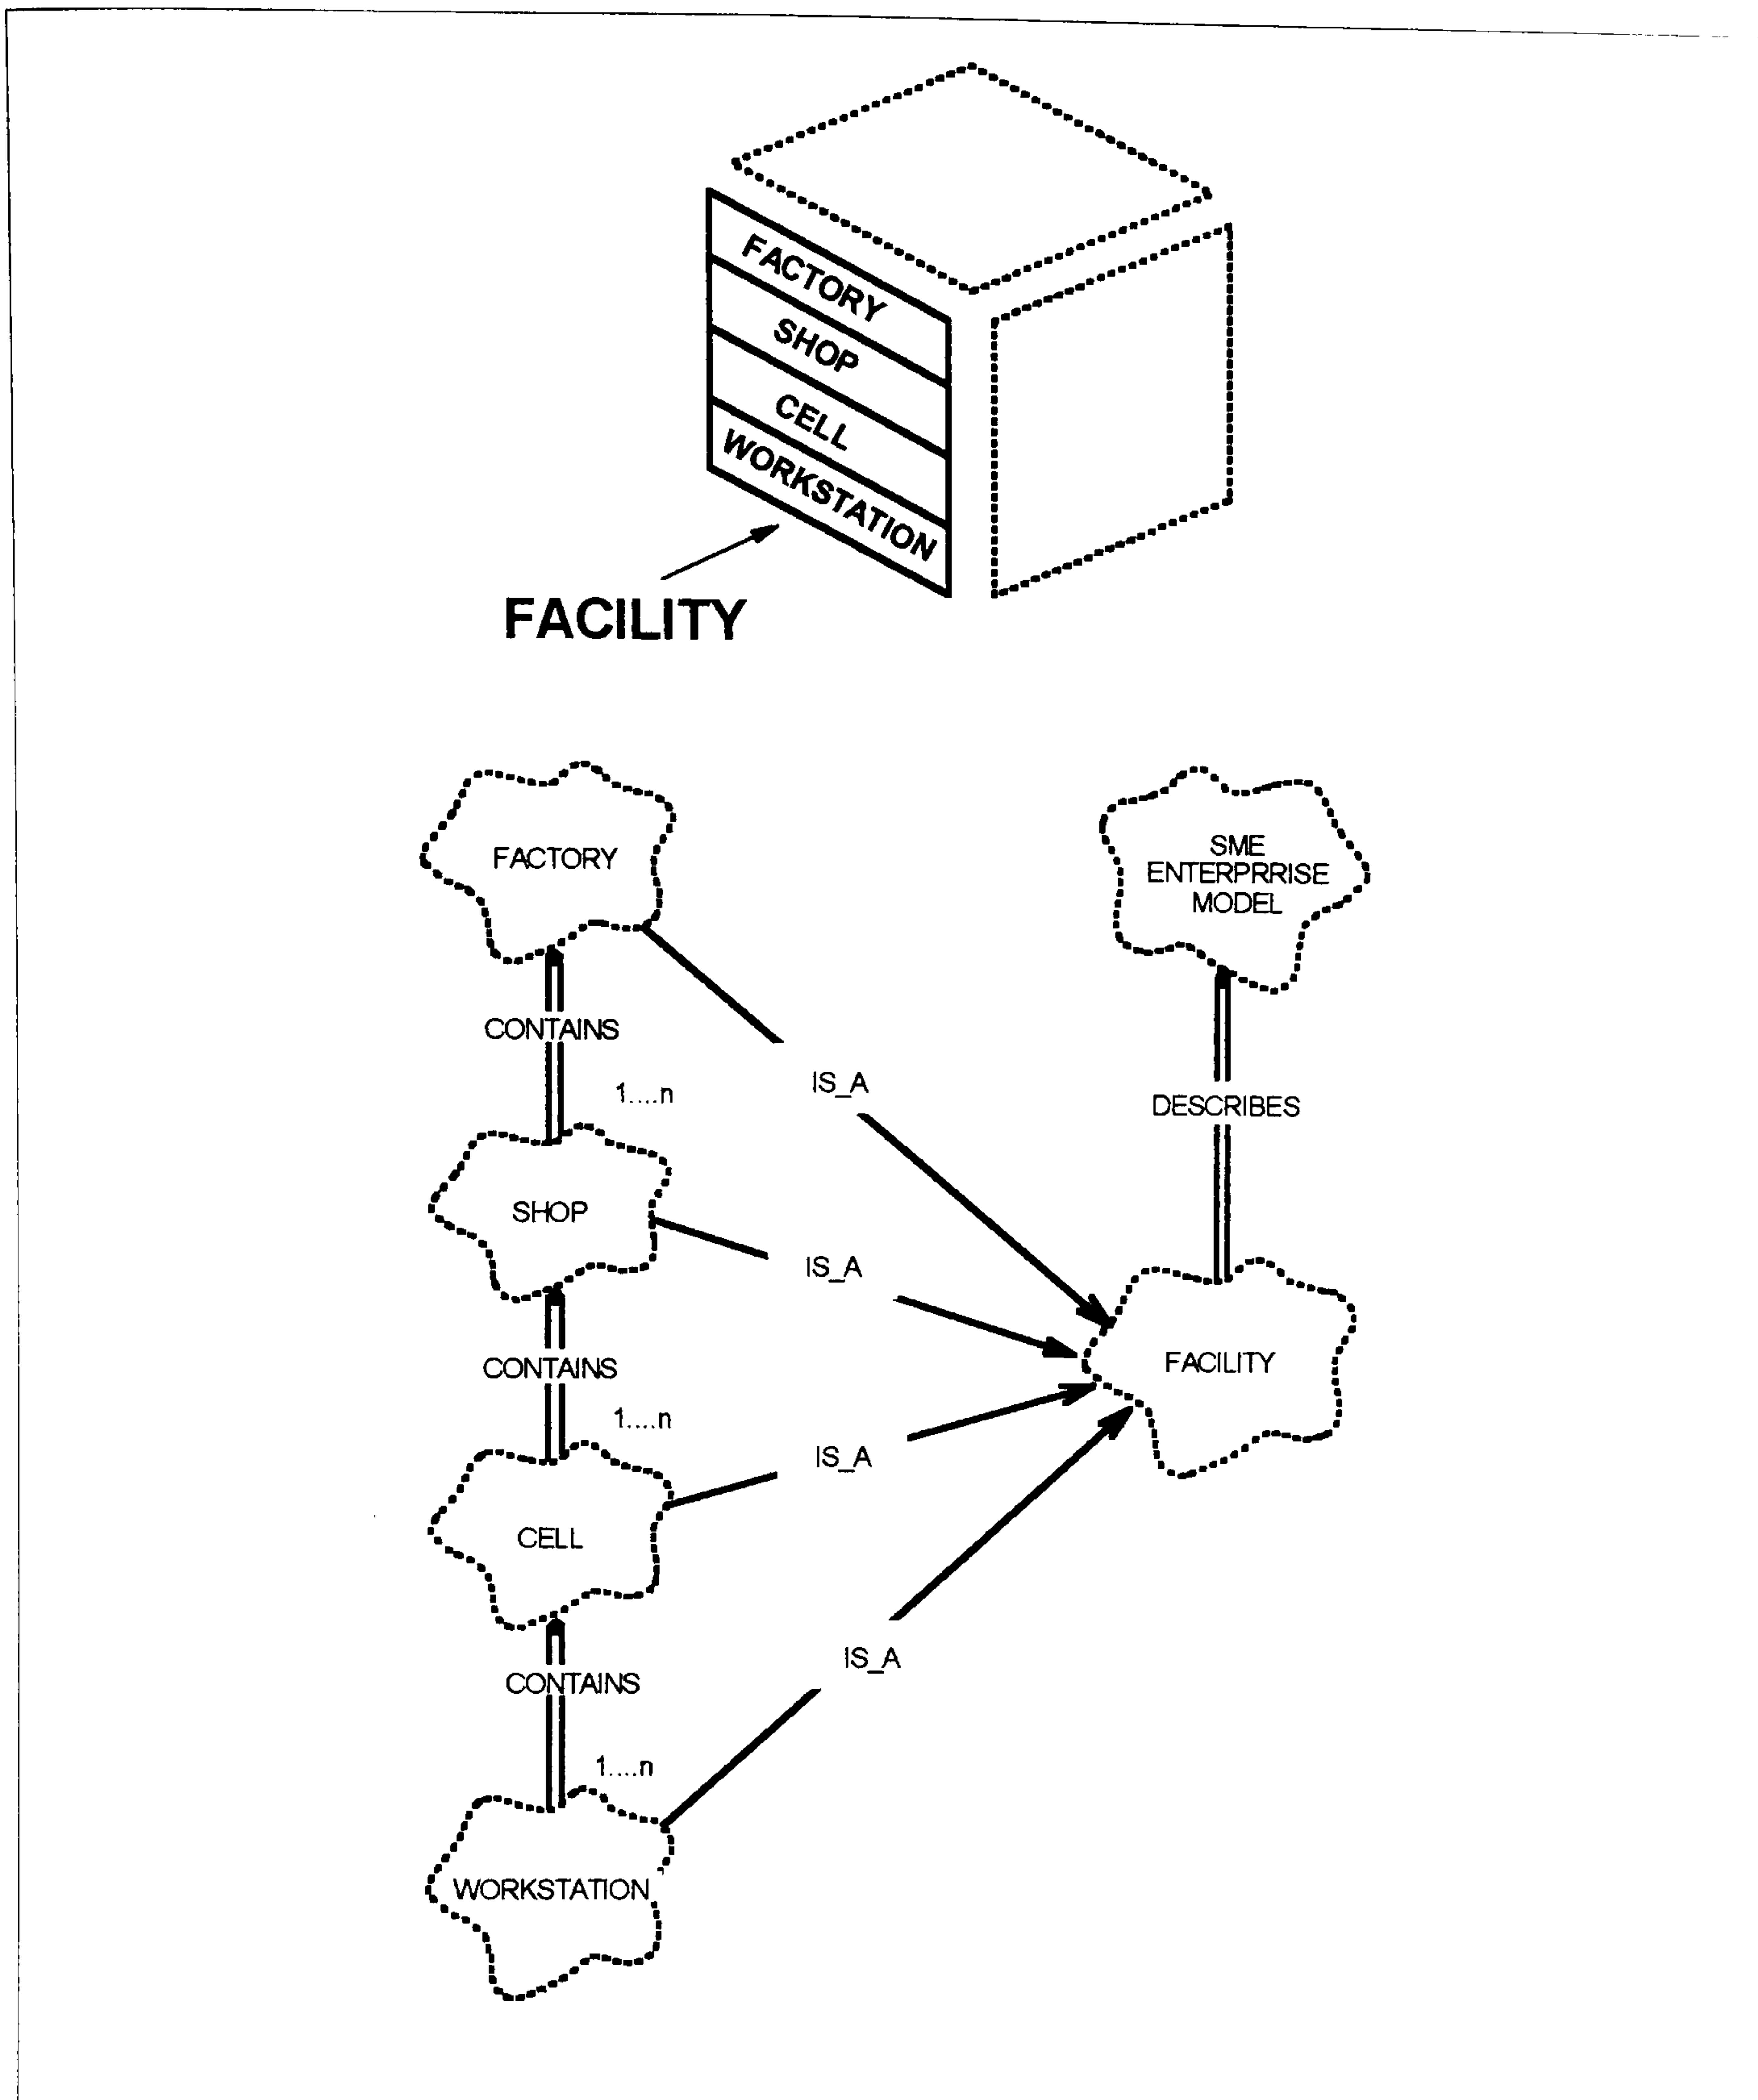 FACTORY
SHOP
CELL
WORKSTATION
FACILITY
FACTORY
SME
ENTERPRRISE
MODEL
CONTAINS
1....n
IS_A
DESCRIBES
SHOP
IS_A
CONTAINS
FACILITY
1....n
IS_A
CELL
IS_A
CONTAINS
1....n
WORKSTATION